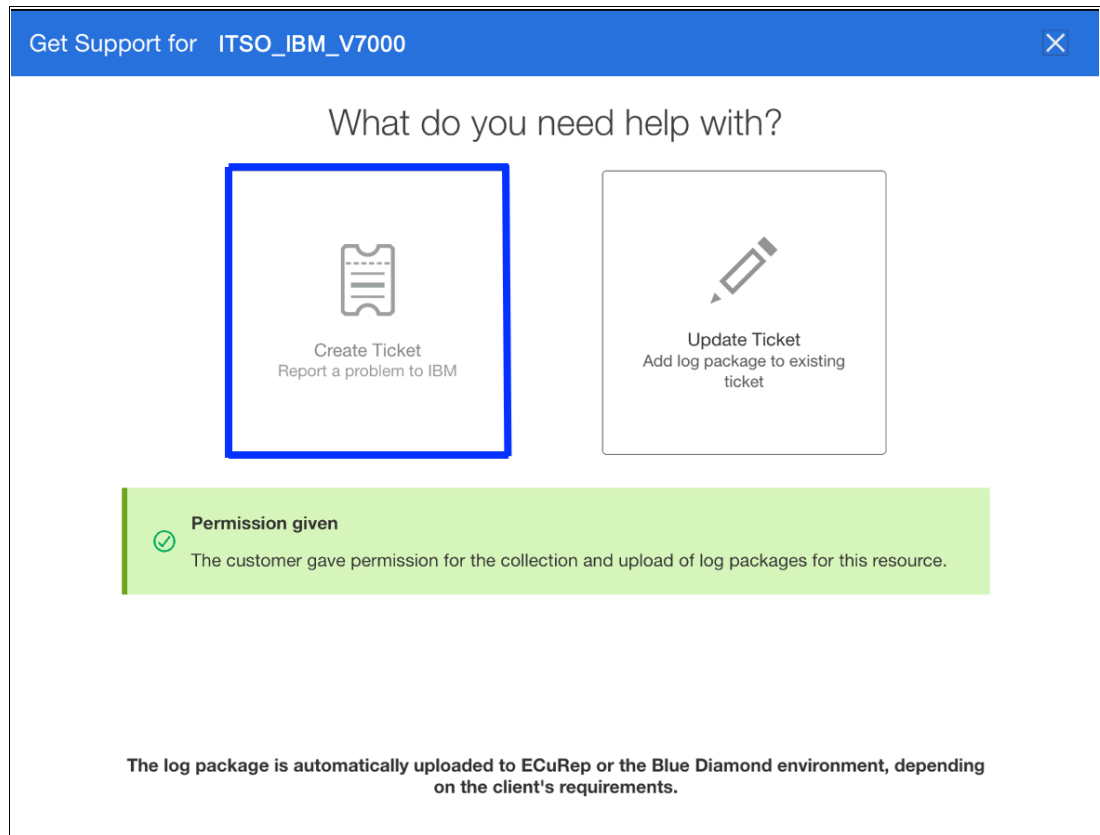 Get Support for ITSO_IBM_V7000
What do you need help with?
Create Ticket
Report a problem to IBM
Update Ticket
Add log package to existing
ticket
Permission given
The customer gave permission for the collection and upload of log packages for this resource.
The log package is automatically uploaded to ECuRep or the Blue Diamond environment, depending
on the client's requirements.